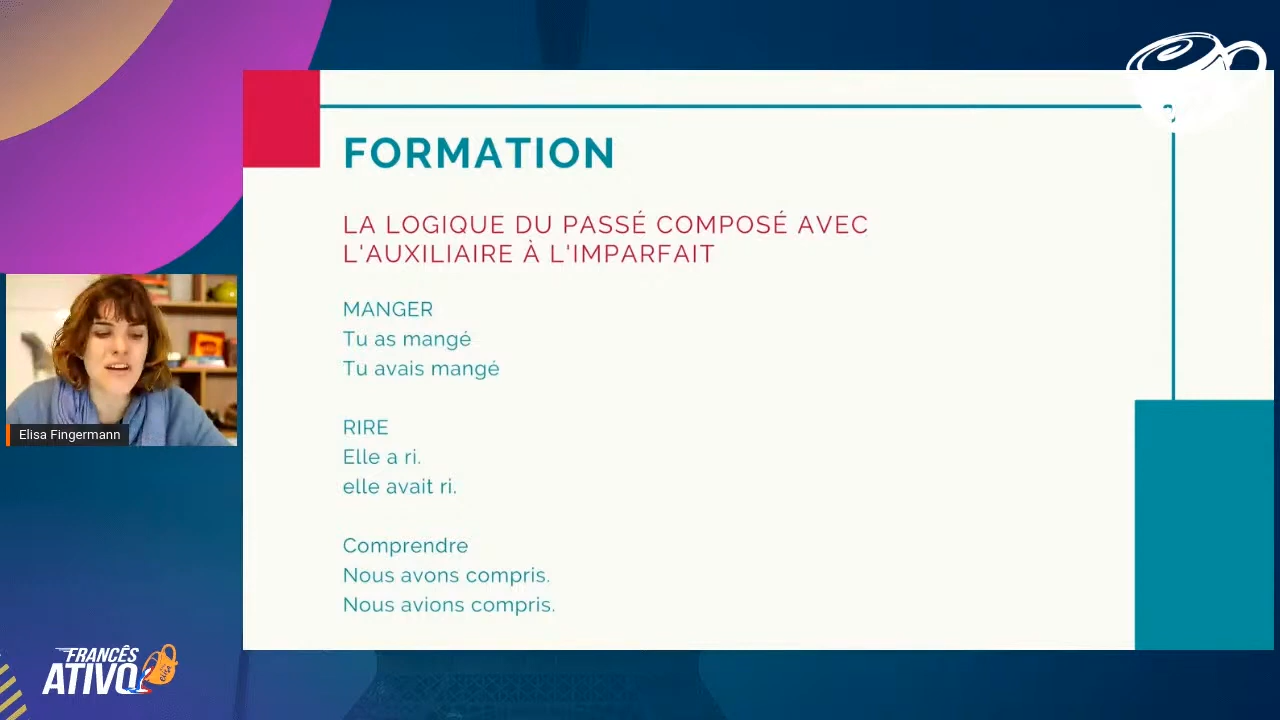 FORMATION
LA LOGIQUE DU PASSÉ COMPOSÉ AVEC
L'AUXILIAIRE À L'IMPARFAIT
MANGER
Tu as mangé
Tu avais mangé
RIRE
Elle a ri.
elle avait ri.
Comprendre
Nous avons compris.
Nous avions compris.
Elisa Fingermann
FRANCÊS
ATIVO